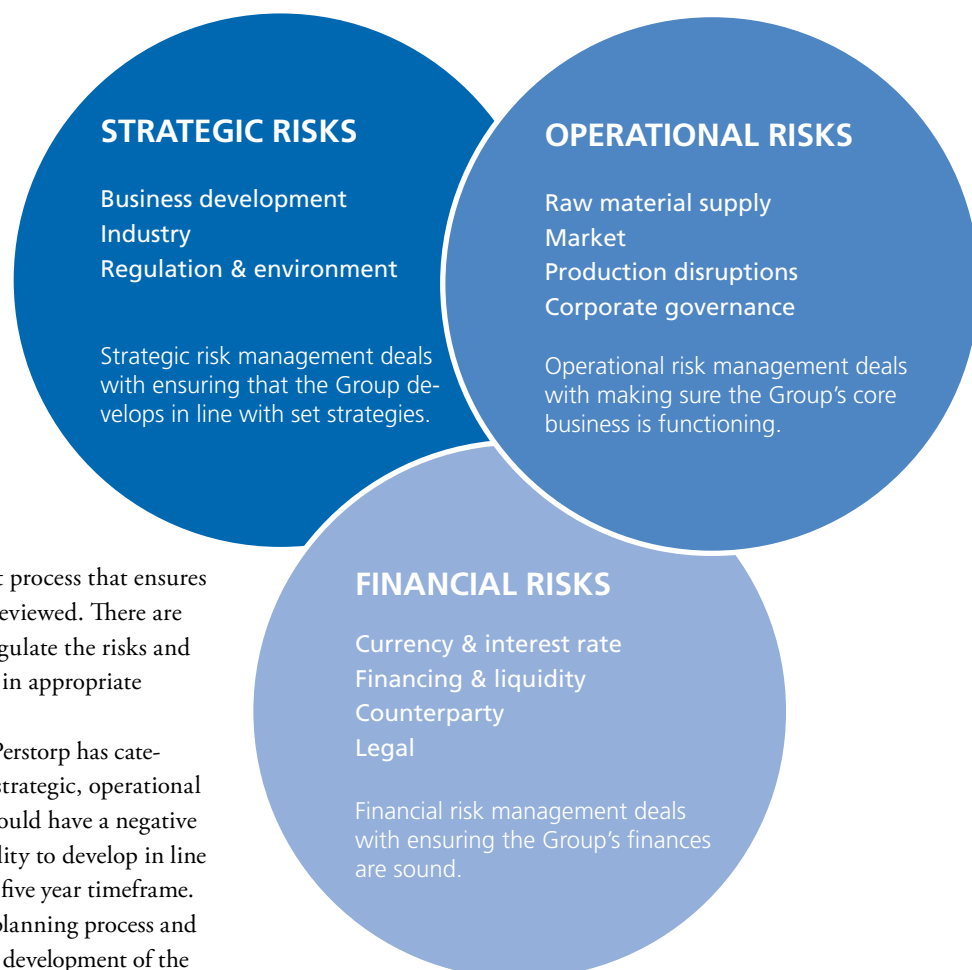 STRATEGIC RISKS
Business development
Industry
Regulation & environment
Strategic risk management deals
with ensuring that the Group de-
velops in line with set strategies.
OPERATIONAL RISKS
Raw material supply
Market
Production disruptions
Corporate governance
Operational risk management deals
with making sure the Group's core
business is functioning.
FINANCIAL RISKS
Currency & interest rate
Financing & liquidity
Counterparty
Legal
Financial risk management deals
with ensuring the Group's finances
are sound.
process that ensures
There are
gulate the risks and
in appropriate
Perstorp has cate-
strategic, operational
ould have a negative
lity to develop in line
five year timeframe.
planning process and
development of the